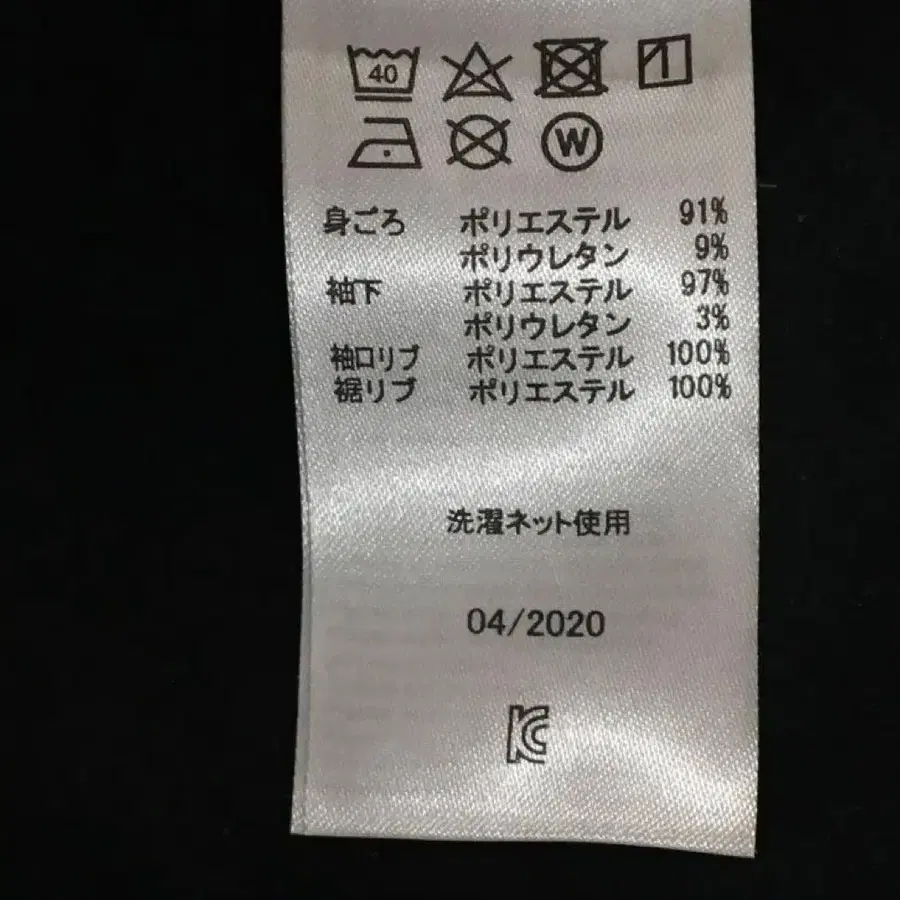 40
W
身ごろ ポリエステル 91%
ポリウレタン 9%
袖下 ポリエステル 97%
ポリウレタン 3%
袖口リブ ポリエステル 100%
裾リブ ポリエステル 100%
洗濯ネット使用
04/2020
KC